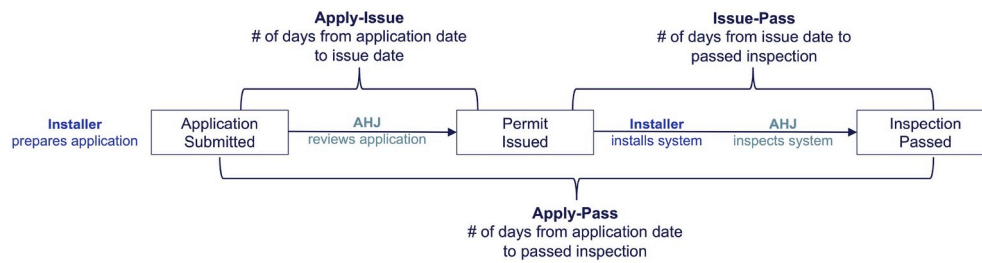 Apply-Issue
# of days from application date
to issue date
Issue-Pass
# of days from issue date to
passed inspection
Installer
prepares application
Application
Submitted
AHJ
reviews application
Permit
Issued
Installer
installs system
AHJ
inspects system
Inspection
Passed
Apply-Pass
# of days from application date
to passed inspection